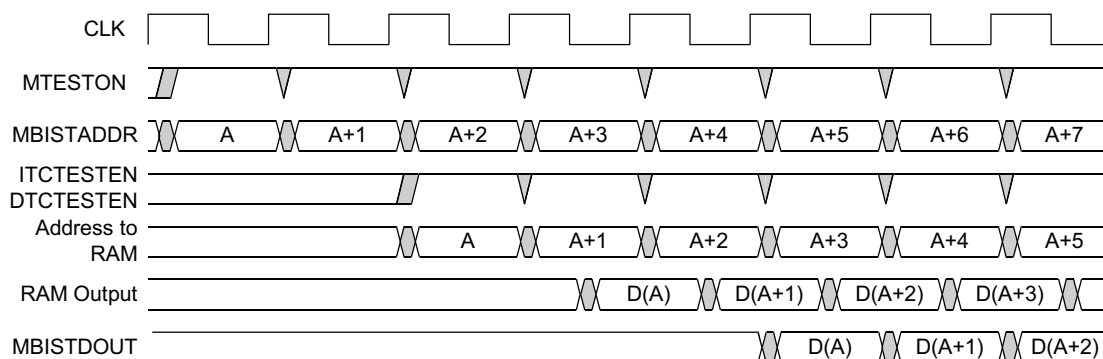 CLK
MTESTON
MBISTADDR A A+1 A+2 A+3 A+4 A+5 A+6 A+7
ITCTESTEN
DTCTESTEN
Address to
RAM A A+1 A+2 A+3 A+4 A+5
RAM Output D(A) D(A+1) D(A+2) D(A+3)
MBISTDOUT D(A) D(A+1) D(A+2)